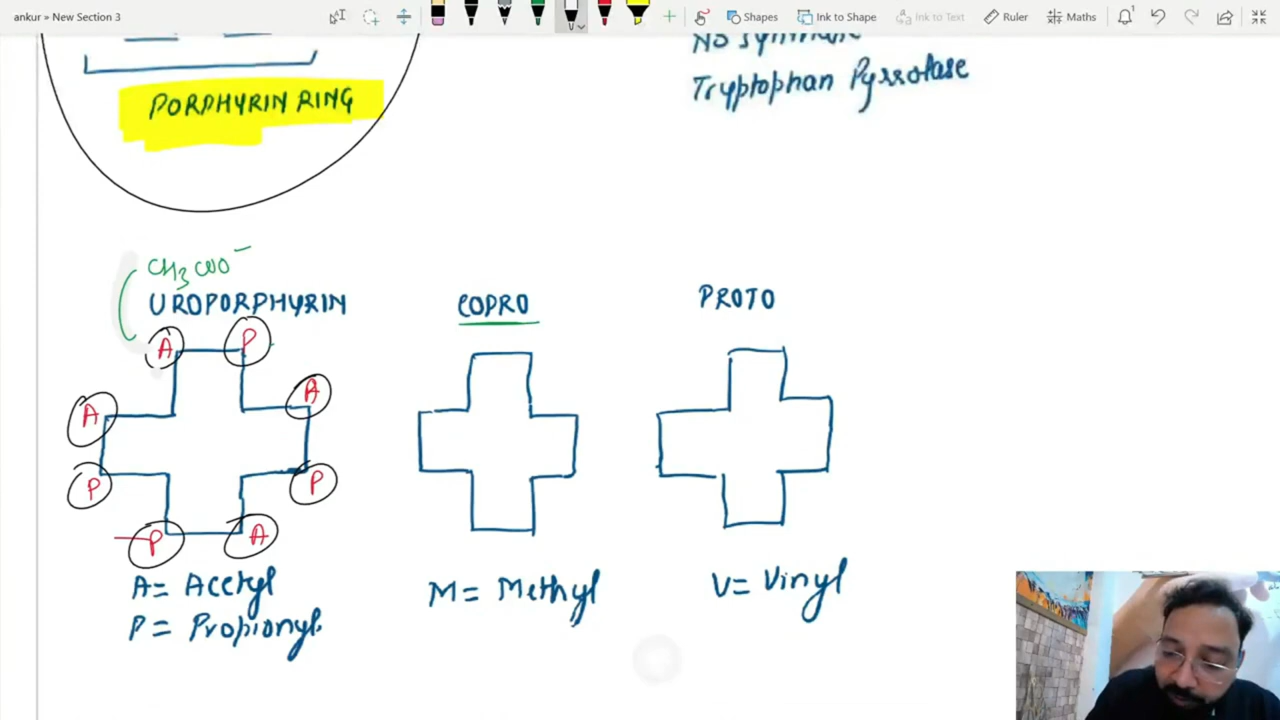 ankur » New Section 3
Shapes
Ink to Shape
Ink to Text
Ruler
Maths
Tryptophan Pyrrolase
PORPHYRIN RING
CH3COO-
UROPORPHYRIN
COPRO
PROTO
A P
A A
P P
P A
A = Acetyl
P = Propionyl
M = Methyl
V = Vinyl